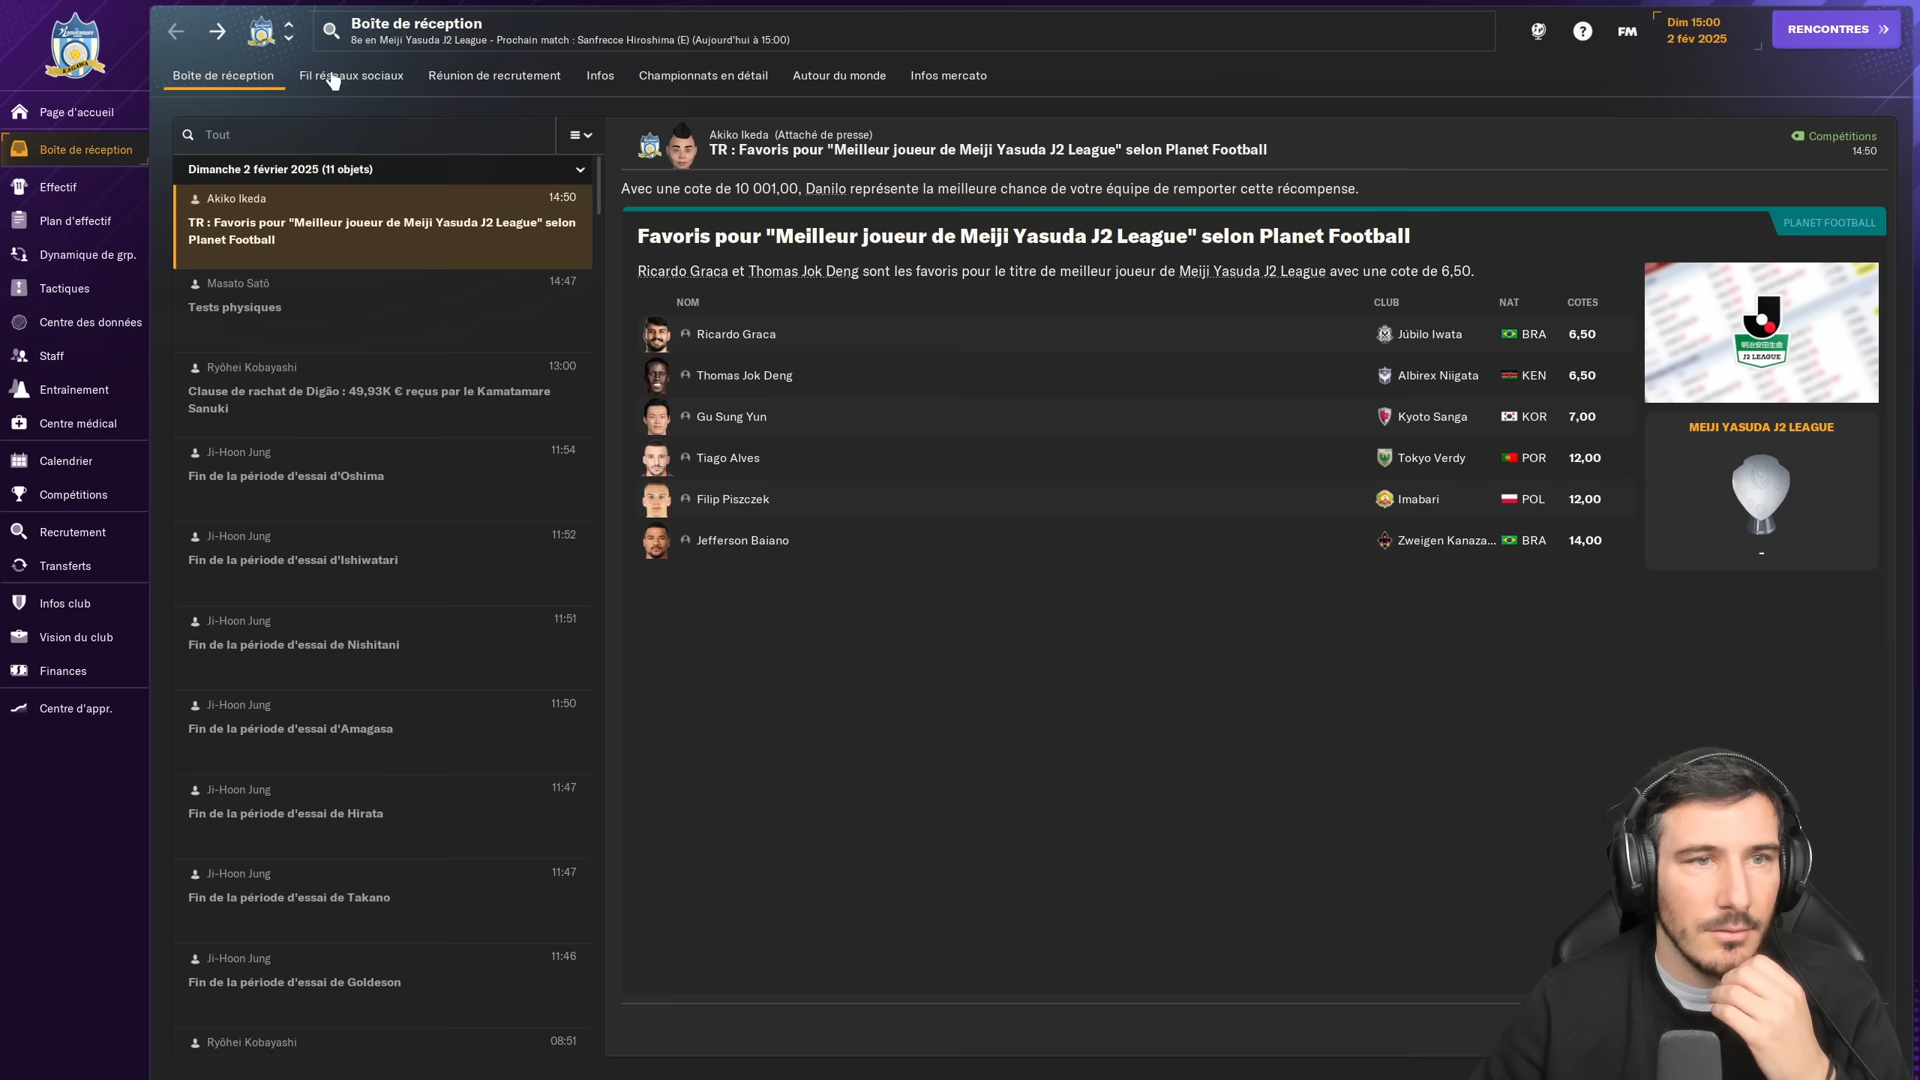 Boîte de réception
8e en Meiji Yasuda J2 League - Prochain match : Sanfrecce Hiroshima (E) (Aujourd'hui à 15:00)
FM
Dim 15:00
2 fév 2025
RENCONTRES
Boîte de réception
Fil réseaux sociaux
Réunion de recrutement
Infos
Championnats en détail
Autour du monde
Infos mercato
KAGAWA
Page d'accueil
Boîte de réception
Effectif
Plan d'effectif
Dynamique de grp.
Tactiques
Centre des données
Staff
Entraînement
Centre médical
Calendrier
Compétitions
Recrutement
Transferts
Infos club
Vision du club
Finances
Centre d'appr.
Tout
Dimanche 2 février 2025 (11 objets)
Akiko Ikeda 14:50
TR : Favoris pour "Meilleur joueur de Meiji Yasuda J2 League" selon
Planet Football
Masato Satô 14:47
Tests physiques
Ryôhei Kobayashi 13:00
Clause de rachat de Digão : 49,93K € reçus par le Kamatamare
Sanuki
Ji-Hoon Jung 11:54
Fin de la période d'essai d'Oshima
Ji-Hoon Jung 11:52
Fin de la période d'essai d'Ishiwatari
Ji-Hoon Jung 11:51
Fin de la période d'essai de Nishitani
Ji-Hoon Jung 11:50
Fin de la période d'essai d'Amagasa
Ji-Hoon Jung 11:47
Fin de la période d'essai de Hirata
Ji-Hoon Jung 11:47
Fin de la période d'essai de Takano
Ji-Hoon Jung 11:46
Fin de la période d'essai de Goldeson
Ryôhei Kobayashi 08:51
Akiko Ikeda (Attaché de presse)
TR : Favoris pour "Meilleur joueur de Meiji Yasuda J2 League" selon Planet Football
Compétitions
14:50
Avec une cote de 10 001,00, Danilo représente la meilleure chance de votre équipe de remporter cette récompense.
PLANET FOOTBALL
Favoris pour "Meilleur joueur de Meiji Yasuda J2 League" selon Planet Football
Ricardo Graca et Thomas Jok Deng sont les favoris pour le titre de meilleur joueur de Meiji Yasuda J2 League avec une cote de 6,50.
NOM CLUB NAT COTES
Ricardo Graca Júbilo Iwata BRA 6,50
Thomas Jok Deng Albirex Niigata KEN 6,50
Gu Sung Yun Kyoto Sanga KOR 7,00
Tiago Alves Tokyo Verdy POR 12,00
Filip Piszczek Imabari POL 12,00
Jefferson Baiano Zweigen Kanaza... BRA 14,00
明治安田生命
J2 LEAGUE
MEIJI YASUDA J2 LEAGUE
-